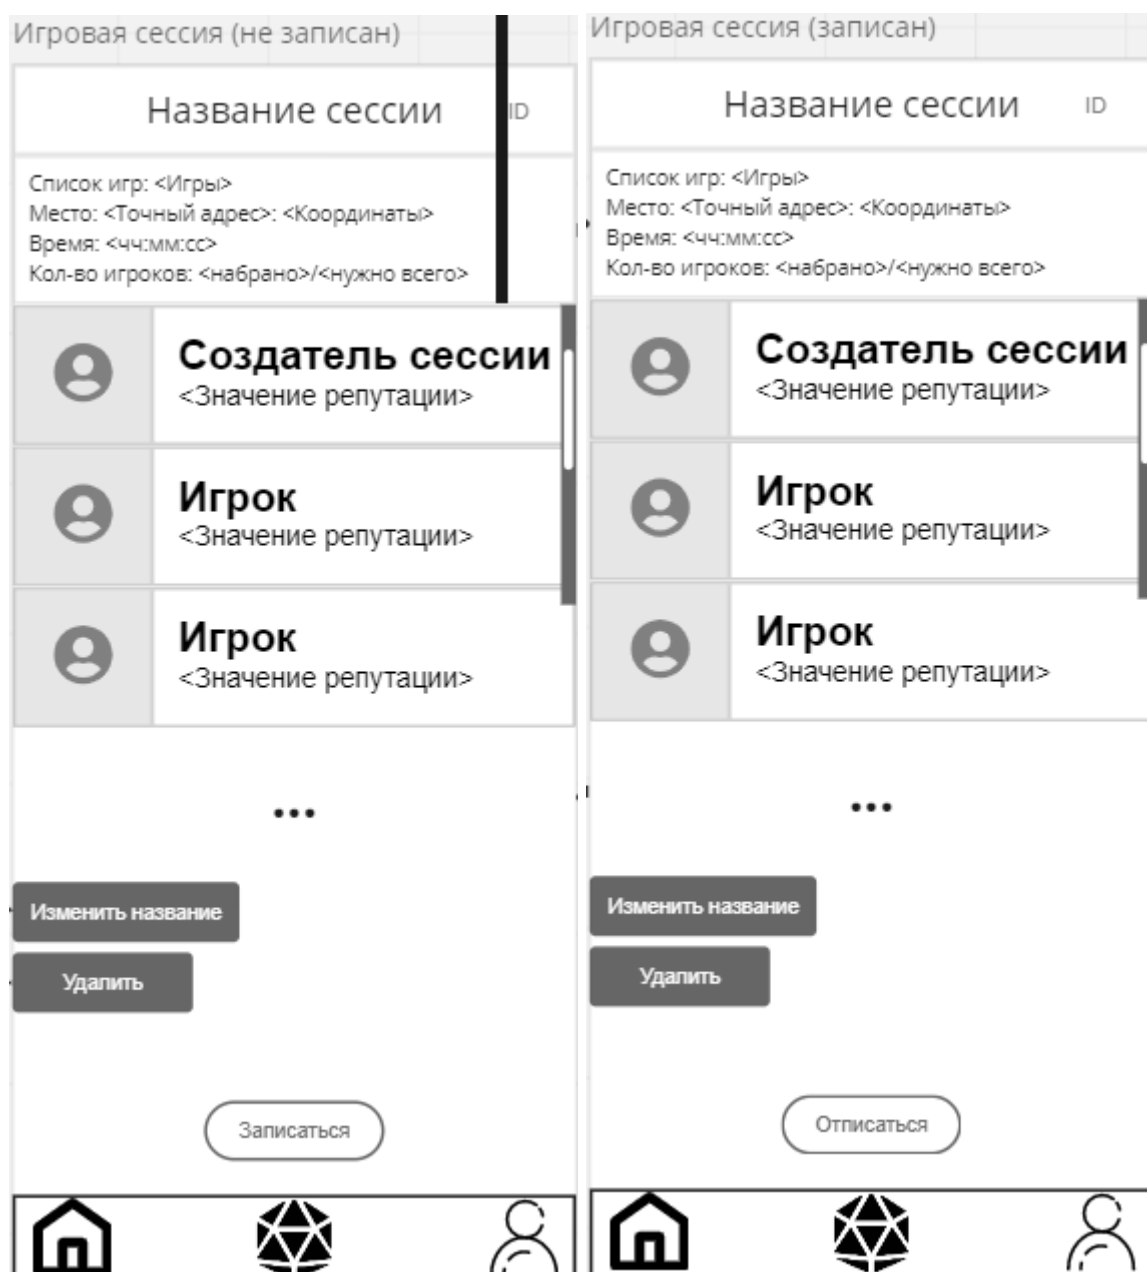 Игровая сессия (не записан)
Название сессии
ID
Список игр: <Игры>
Место: <Точный адрес>: <Координаты>
Время: <чч:мм:сс>
Кол-во игроков: <набрано>/<нужно всего>
Создатель сессии
<Значение репутации>
Игрок
<Значение репутации>
Игрок
<Значение репутации>
...
Изменить название
Удалить
Записаться
Игровая сессия (записан)
Название сессии
ID
Список игр: <Игры>
Место: <Точный адрес>: <Координаты>
Время: <чч:мм:сс>
Кол-во игроков: <набрано>/<нужно всего>
Создатель сессии
<Значение репутации>
Игрок
<Значение репутации>
Игрок
<Значение репутации>
...
Изменить название
Удалить
Отписаться